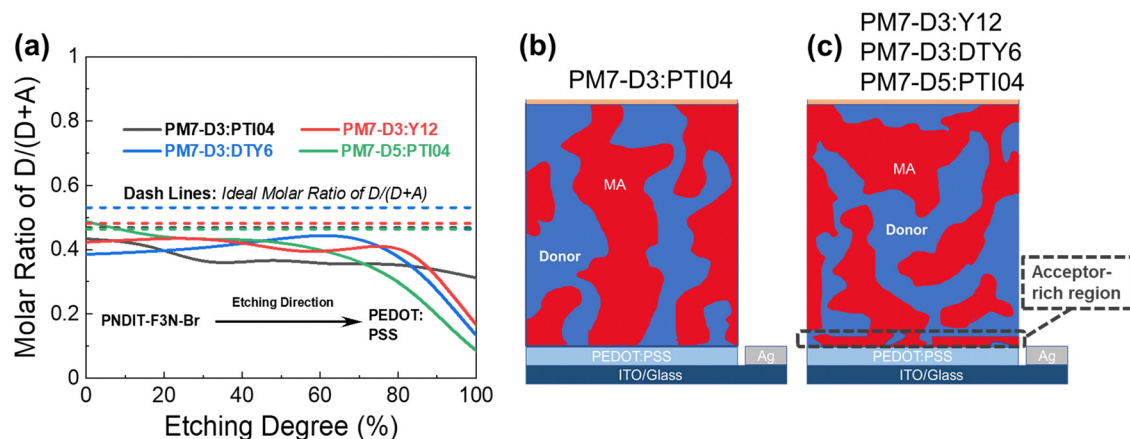 (a)
Molar Ratio of D/(D+A)
1
0.8
0.6
0.4
0.2
0
PM7-D3:PTI04
PM7-D3:Y12
PM7-D3:DTY6
PM7-D5:PTI04
Dash Lines: Ideal Molar Ratio of D/(D+A)
Etching Direction
PNDIT-F3N-Br
PEDOT:
PSS
0
20
40
60
80
100
Etching Degree (%)
(b)
PM7-D3:PTI04
MA
Donor
PEDOT:PSS
Ag
ITO/Glass
(c)
PM7-D3:Y12
PM7-D3:DTY6
PM7-D5:PTI04
MA
Donor
Acceptor-
rich region
PEDOT:PSS
Ag
ITO/Glass